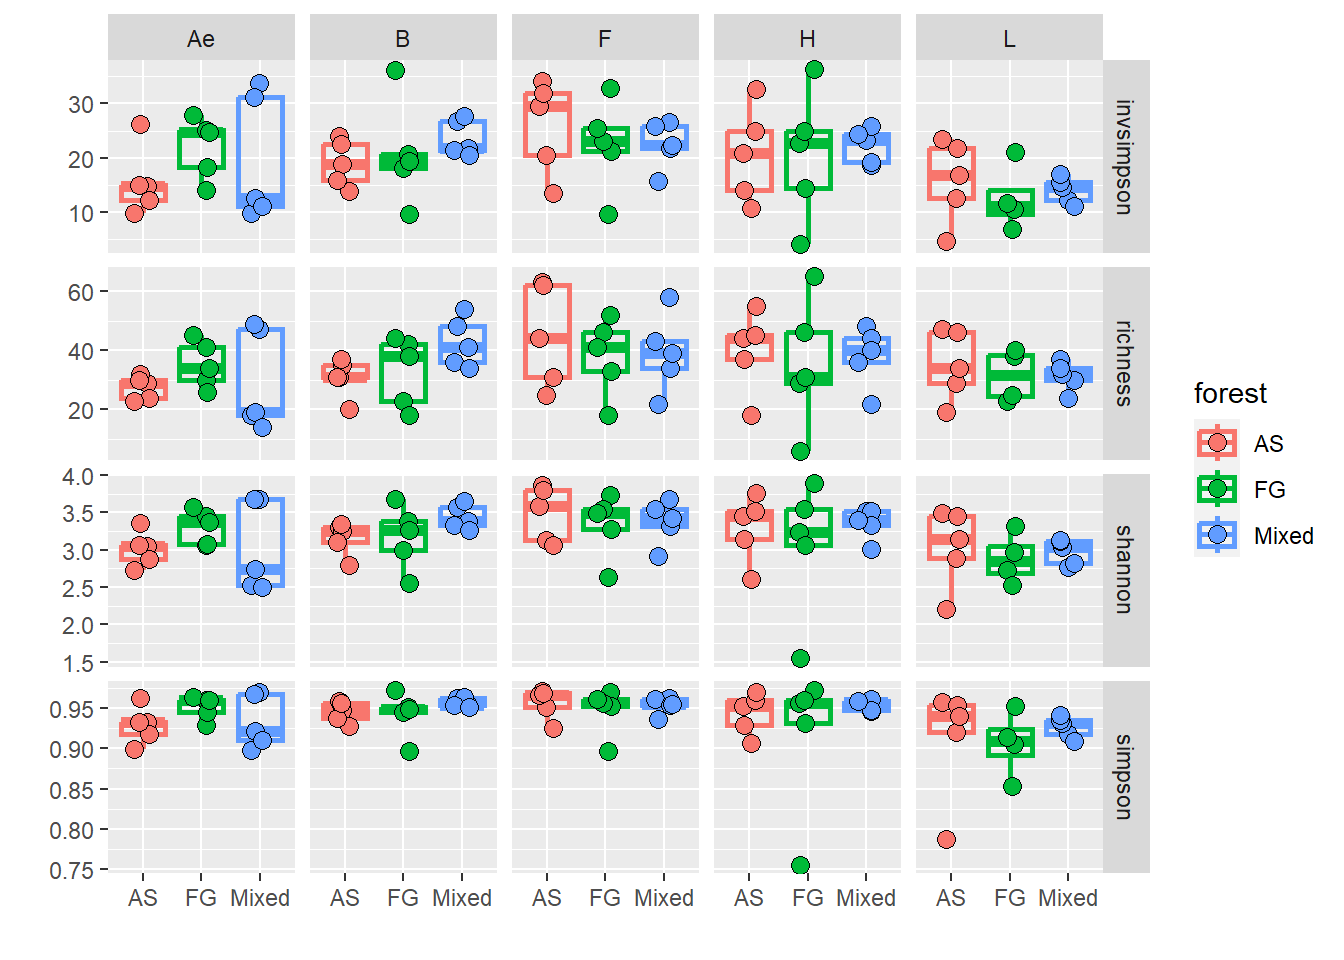 Ae B F H L
30
20
10
invsimpson
60
40
20
richness
4.0
3.5
3.0
2.5
2.0
1.5
shannon
0.95
0.90
0.85
0.80
0.75
simpson
AS FG Mixed AS FG Mixed AS FG Mixed AS FG Mixed AS FG Mixed
forest
AS
FG
Mixed